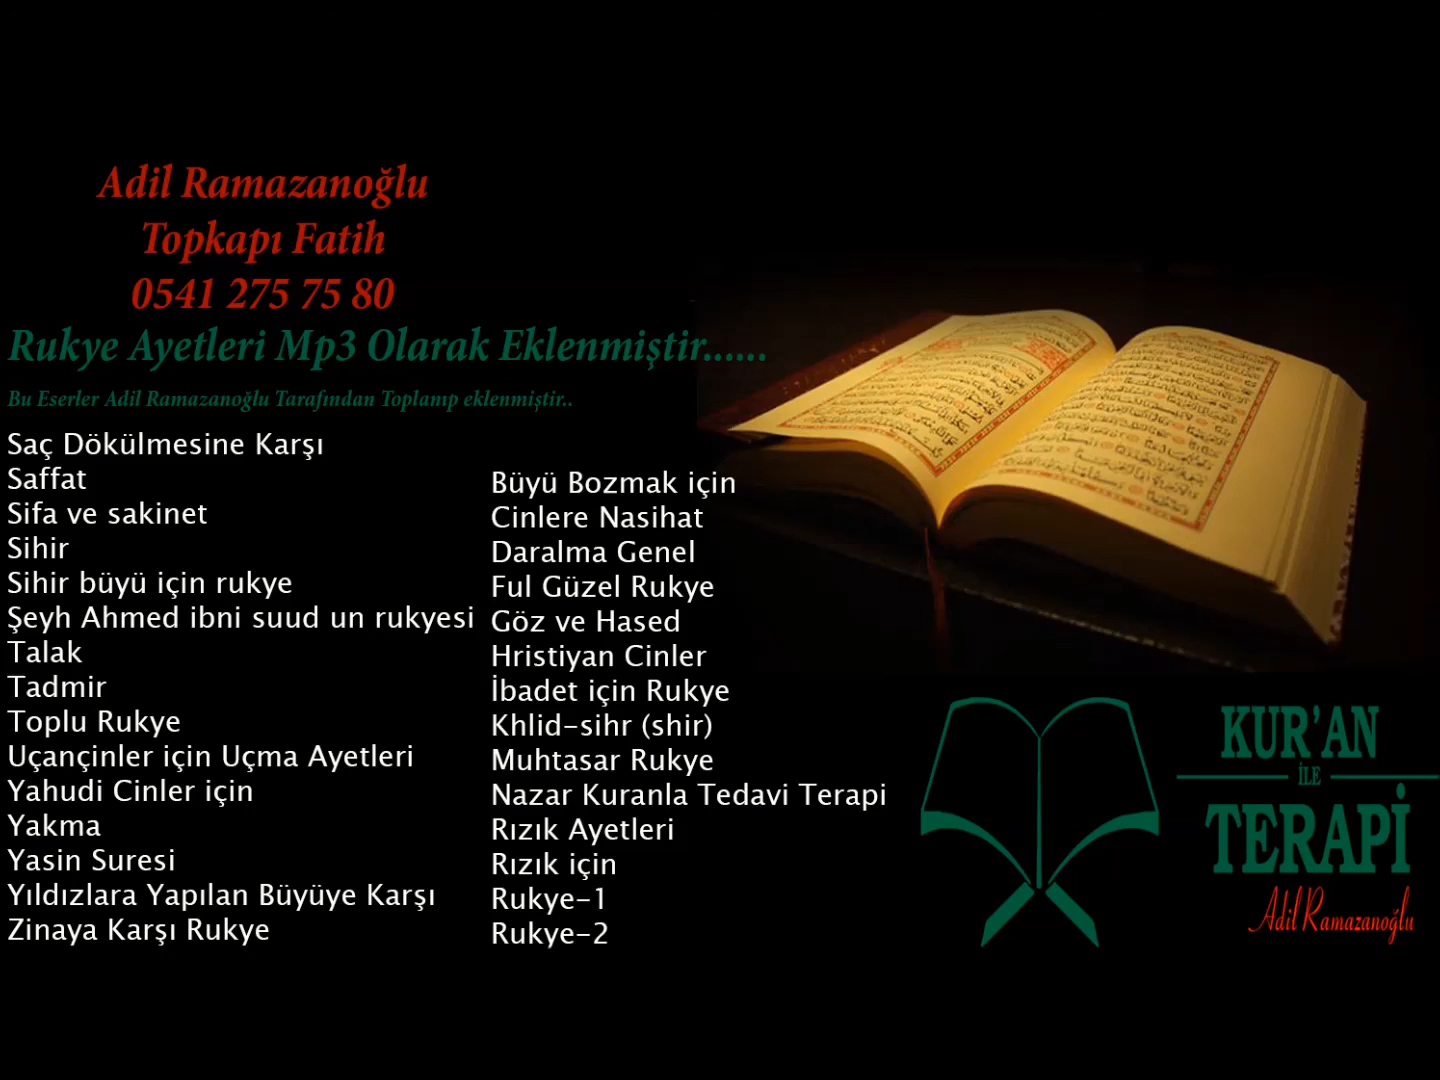 Adil Ramazanoğlu
Topkapı Fatih
0541 275 75 80
Rukye Ayetleri Mp3 Olarak Eklenmiştir......
Bu Eserler Adil Ramazanoğlu Tarafından Toplanıp eklenmiştir..
Saç Dökülmesine Karşı
Saffat
Sifa ve sakinet
Sihir
Sihir büyü için rukye
Şeyh Ahmed ibni suud un rukyesi
Talak
Tadmir
Toplu Rukye
Uçançinler için Uçma Ayetleri
Yahudi Cinler için
Yakma
Yasin Suresi
Yıldızlara Yapılan Büyüye Karşı
Zinaya Karşı Rukye
Büyü Bozmak için
Cinlere Nasihat
Daralma Genel
Ful Güzel Rukye
Göz ve Hased
Hristiyan Cinler
İbadet için Rukye
Khlid-sihr (shir)
Muhtasar Rukye
Nazar Kuranla Tedavi Terapi
Rızık Ayetleri
Rızık için
Rukye-1
Rukye-2
KUR'AN
İLE
TERAPİ
Adil Ramazanoğlu